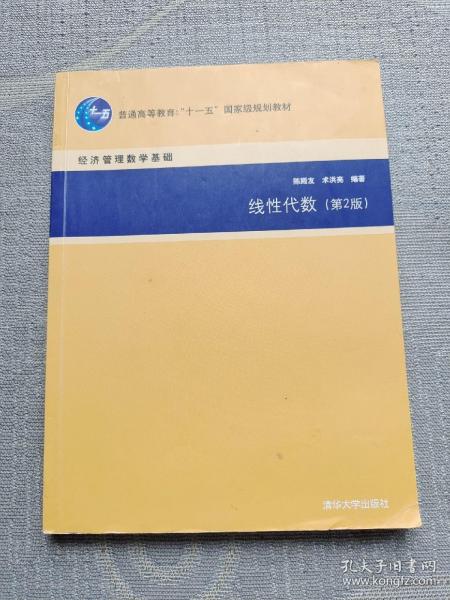 十一五
普通高等教育“十一五”国家级规划教材
经济管理数学基础
陈殿友 术洪亮 编著
线性代数(第2版)
清华大学出版社
孔夫子旧书网
www.kongfz.com